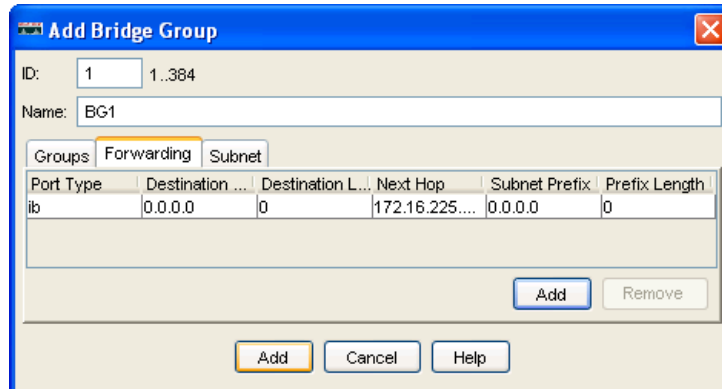 Add Bridge Group
ID: 1 1..384
Name: BG1
Groups Forwarding Subnet
Port Type Destination ... Destination L... Next Hop Subnet Prefix Prefix Length
ib 0.0.0.0 0 172.16.225.... 0.0.0.0 0
Add Remove
Add Cancel Help